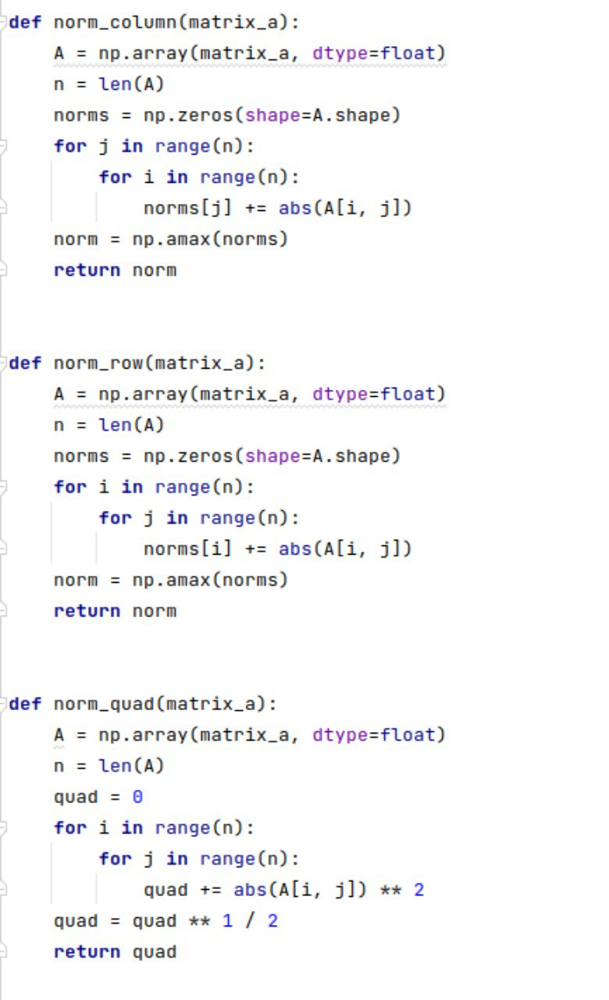 def norm_column(matrix_a):
    A = np.array(matrix_a, dtype=float)
    n = len(A)
    norms = np.zeros(shape=A.shape)
    for j in range(n):
        for i in range(n):
            norms[j] += abs(A[i, j])
    norm = np.amax(norms)
    return norm


def norm_row(matrix_a):
    A = np.array(matrix_a, dtype=float)
    n = len(A)
    norms = np.zeros(shape=A.shape)
    for i in range(n):
        for j in range(n):
            norms[i] += abs(A[i, j])
    norm = np.amax(norms)
    return norm


def norm_quad(matrix_a):
    A = np.array(matrix_a, dtype=float)
    n = len(A)
    quad = 0
    for i in range(n):
        for j in range(n):
            quad += abs(A[i, j]) ** 2
    quad = quad ** 1 / 2
    return quad